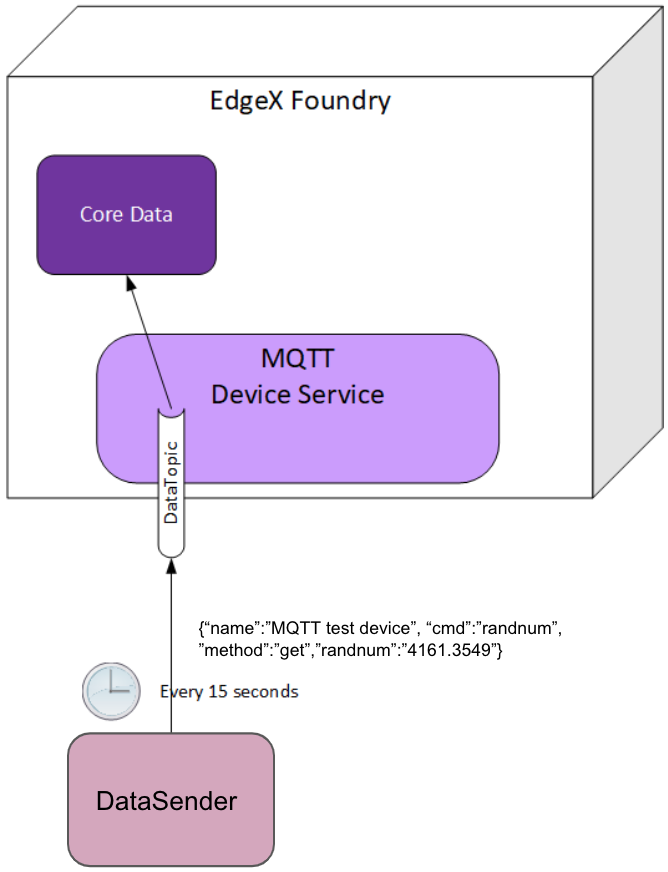 EdgeX Foundry
Core Data
MQTT
Device Service
DataTopic
{“name”:”MQTT test device”, “cmd”:”randnum”,
”method”:”get”,”randnum”:”4161.3549”}
Every 15 seconds
DataSender